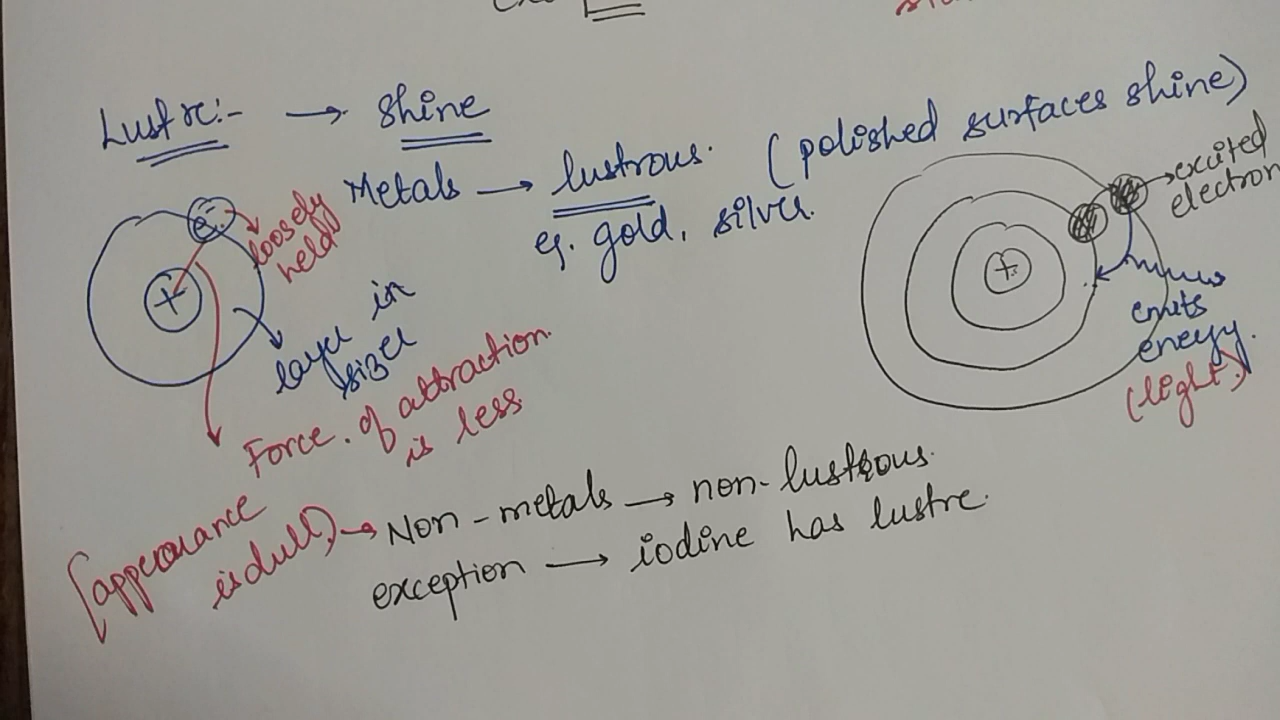 Lustre:- → Shine
Metals → lustrous. (polished surfaces shine)
eg. gold, silver.
e-
+
loosely
held
layer in
size
Force of attraction
is less
+
excited
electron
emits
energy.
(light)
(appearance
is dull) → Non-metals → non-lustrous.
exception → iodine has lustre.